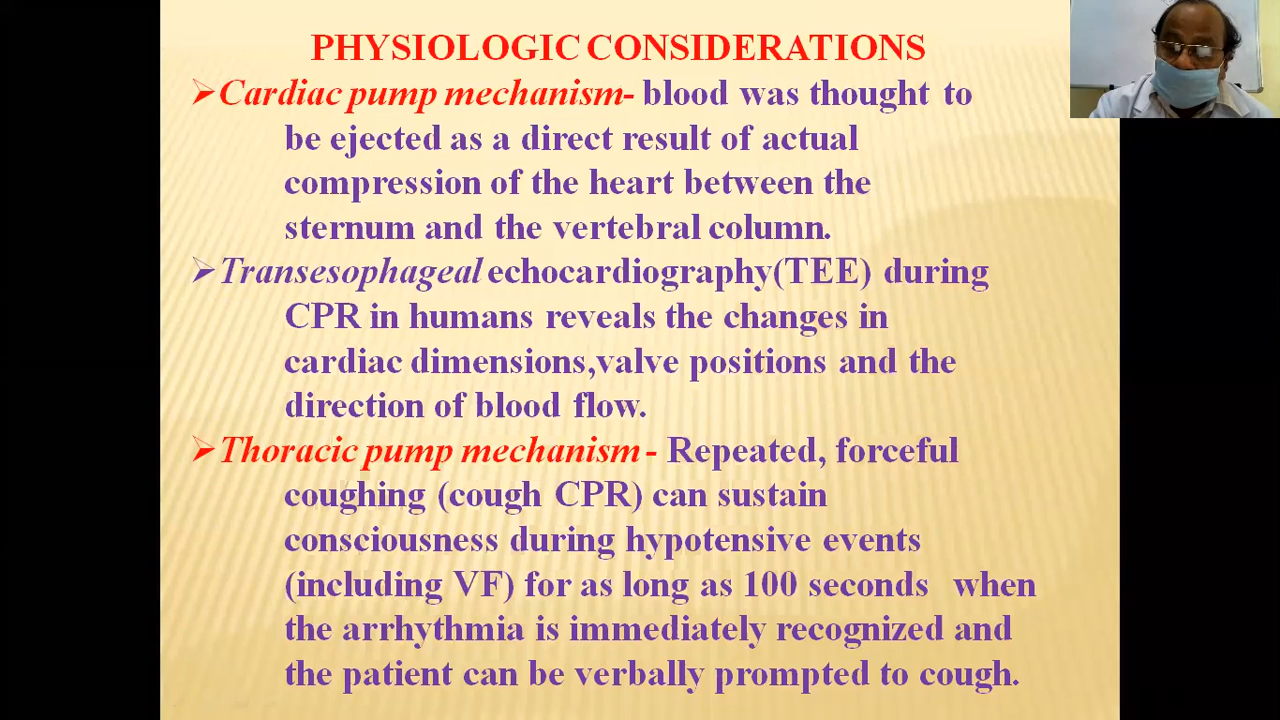 PHYSIOLOGIC CONSIDERATIONS
➢Cardiac pump mechanism- blood was thought to
be ejected as a direct result of actual
compression of the heart between the
sternum and the vertebral column.
➢Transesophageal echocardiography(TEE) during
CPR in humans reveals the changes in
cardiac dimensions,valve positions and the
direction of blood flow.
➢Thoracic pump mechanism- Repeated, forceful
coughing (cough CPR) can sustain
consciousness during hypotensive events
(including VF) for as long as 100 seconds when
the arrhythmia is immediately recognized and
the patient can be verbally prompted to cough.